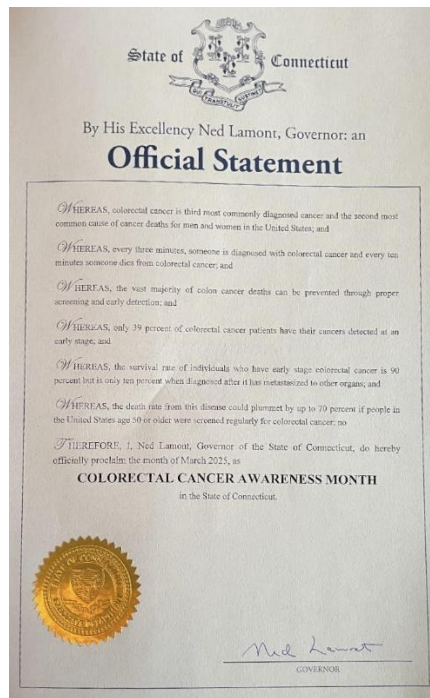 State of Connecticut
QUI TRANSTULIT SUSTINET
By His Excellency Ned Lamont, Governor: an
Official Statement
WHEREAS, colorectal cancer is third most commonly diagnosed cancer and the second most
common cause of cancer deaths for men and women in the United States; and
WHEREAS, every three minutes, someone is diagnosed with colorectal cancer and every ten
minutes someone dies from colorectal cancer; and
WHEREAS, the vast majority of colon cancer deaths can be prevented through proper
screening and early detection; and
WHEREAS, only 39 percent of colorectal cancer patients have their cancers detected at an
early stage; and
WHEREAS, the survival rate of individuals who have early stage colorectal cancer is 90
percent but is only ten percent when diagnosed after it has metastasized to other organs; and
WHEREAS, the death rate from this disease could plummet by up to 70 percent if people in
the United States age 50 or older were screened regularly for colorectal cancer; no
THEREFORE, I, Ned Lamont, Governor of the State of Connecticut, do hereby
officially proclaim the month of March 2025, as
COLORECTAL CANCER AWARENESS MONTH
in the State of Connecticut.
Ned Lamont
GOVERNOR